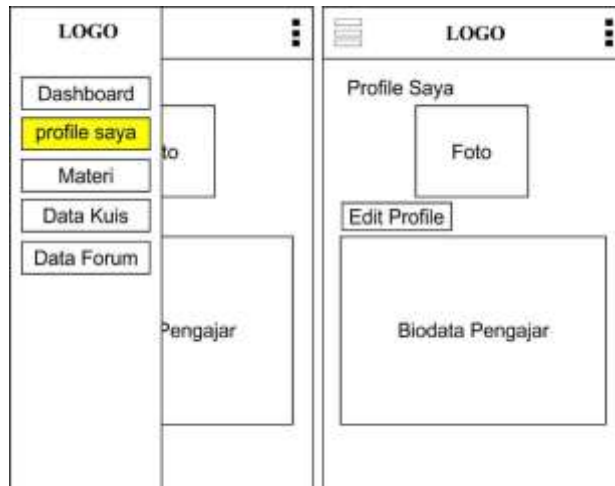 LOGO
Dashboard
profile saya
Materi
Data Kuis
Data Forum
to
Pengajar
LOGO
Profile Saya
Foto
Edit Profile
Biodata Pengajar